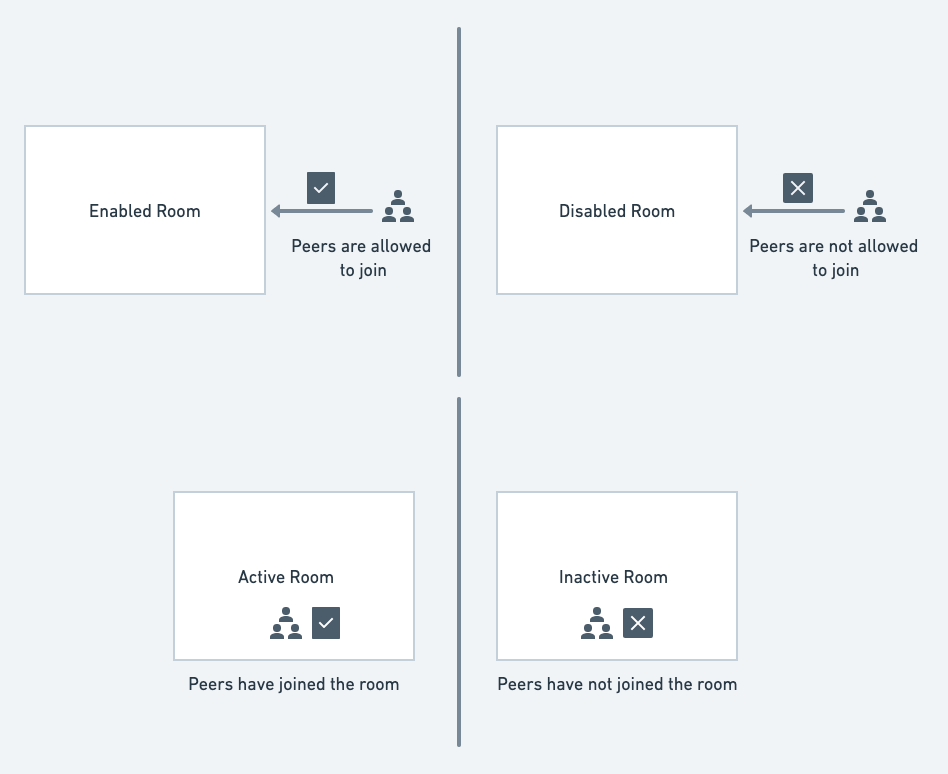 Enabled Room
Peers are allowed
to join
Disabled Room
Peers are not allowed
to join
Active Room
Peers have joined the room
Inactive Room
Peers have not joined the room